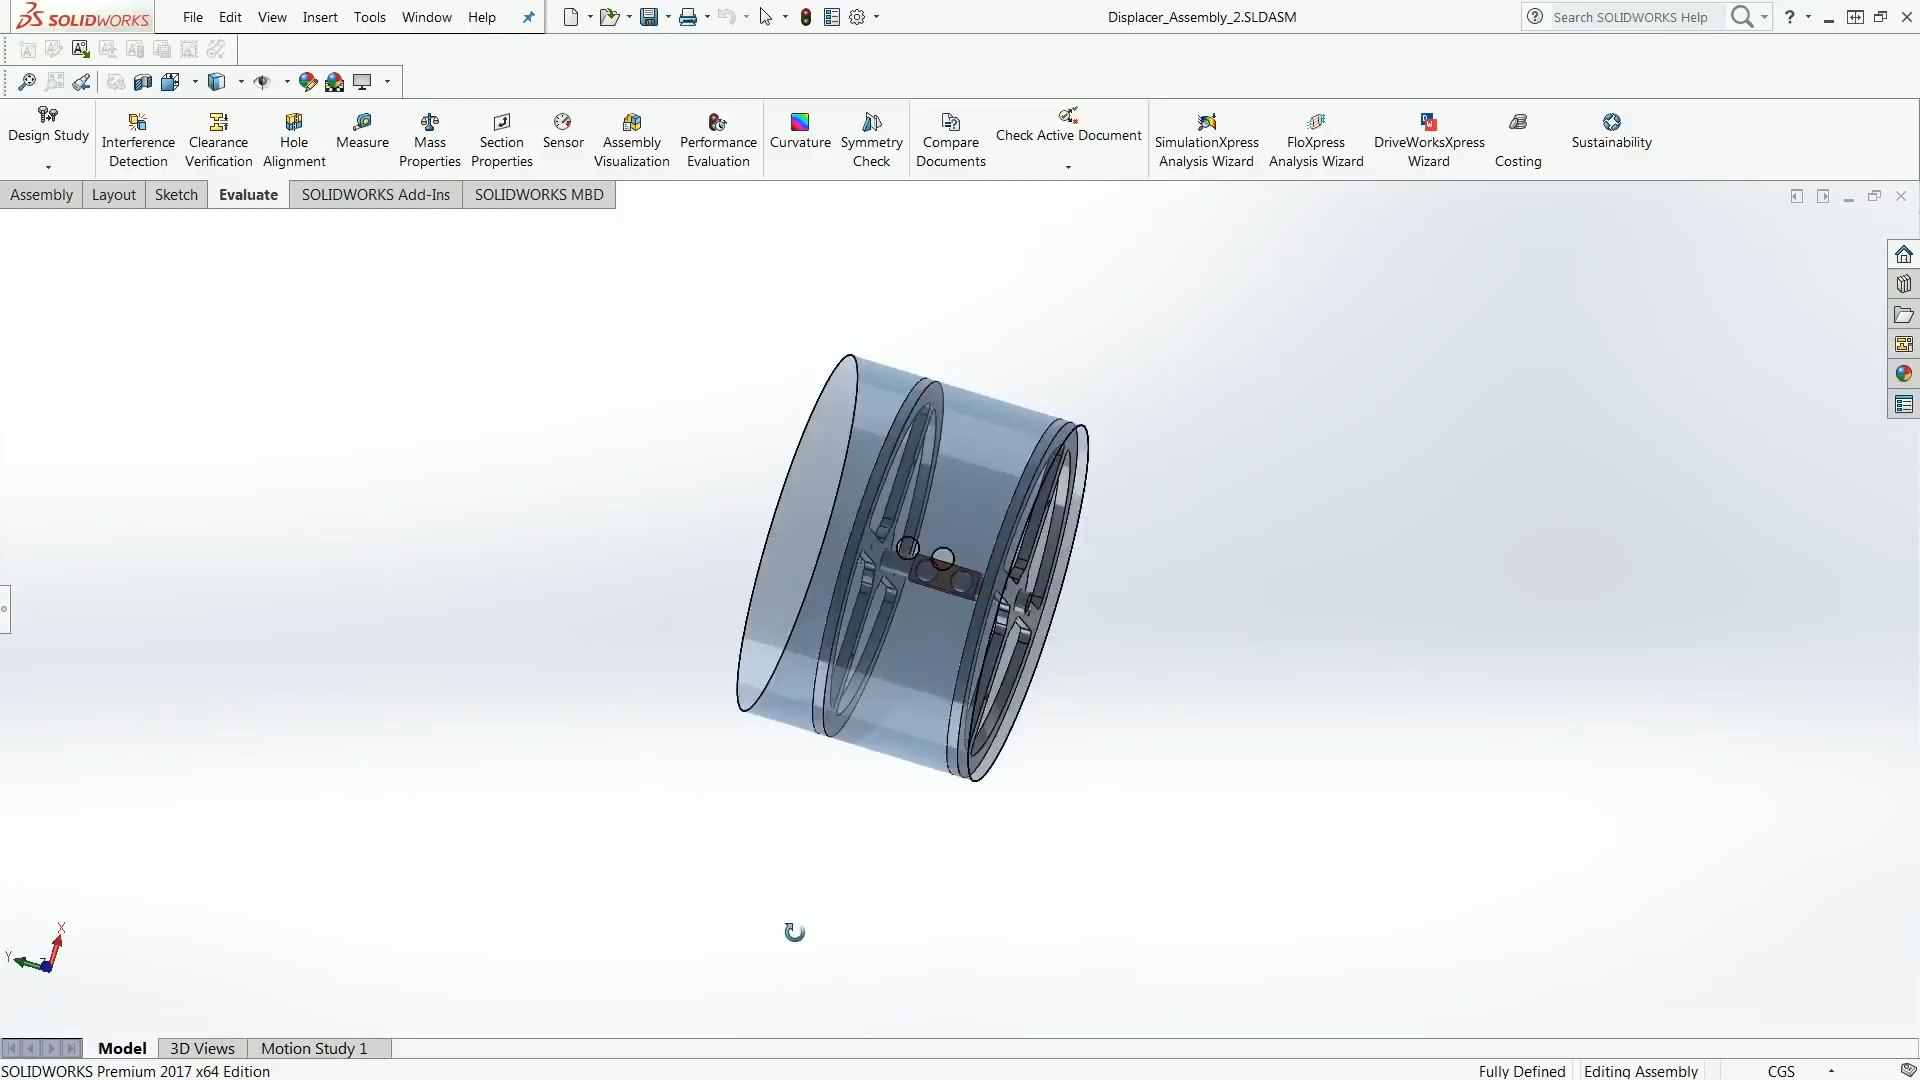 SOLIDWORKS File Edit View Insert Tools Window Help Displacer_Assembly_2.SLDASM Search SOLIDWORKS Help
Design Study
Interference Detection
Clearance Verification
Hole Alignment
Measure
Mass Properties
Section Properties
Sensor
Assembly Visualization
Performance Evaluation
Curvature
Symmetry Check
Compare Documents
Check Active Document
SimulationXpress Analysis Wizard
FloXpress Analysis Wizard
DriveWorksXpress Wizard
Costing
Sustainability
Assembly Layout Sketch Evaluate SOLIDWORKS Add-Ins SOLIDWORKS MBD
X
Y
Model 3D Views Motion Study 1
SOLIDWORKS Premium 2017 x64 Edition Fully Defined Editing Assembly CGS